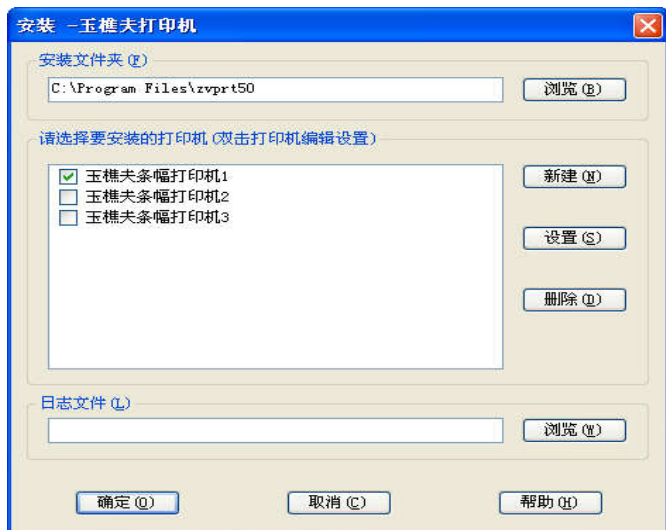 安装 -玉樵夫打印机
安装文件夹(F)
C:\Program Files\zvprt50
浏览(B)
请选择要安装的打印机(双击打印机编辑设置)
玉樵夫条幅打印机1
新建(N)
玉樵夫条幅打印机2
玉樵夫条幅打印机3
设置(S)
删除(D)
日志文件(L)
浏览(W)
确定(O)
取消(C)
帮助(H)